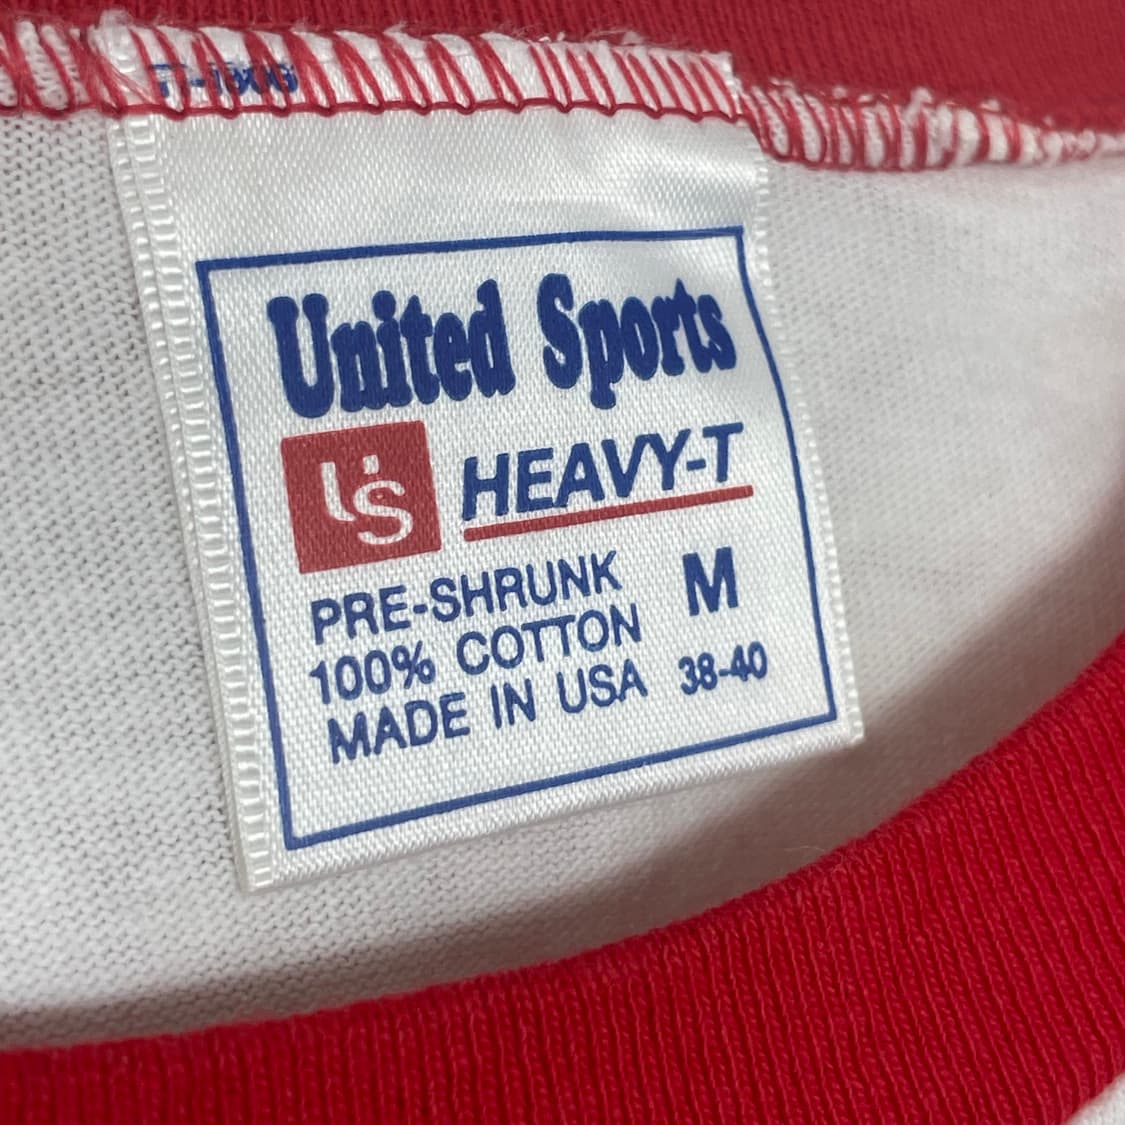 United Sports
US HEAVY-T
PRE-SHRUNK M
100% COTTON
MADE IN USA 38-40